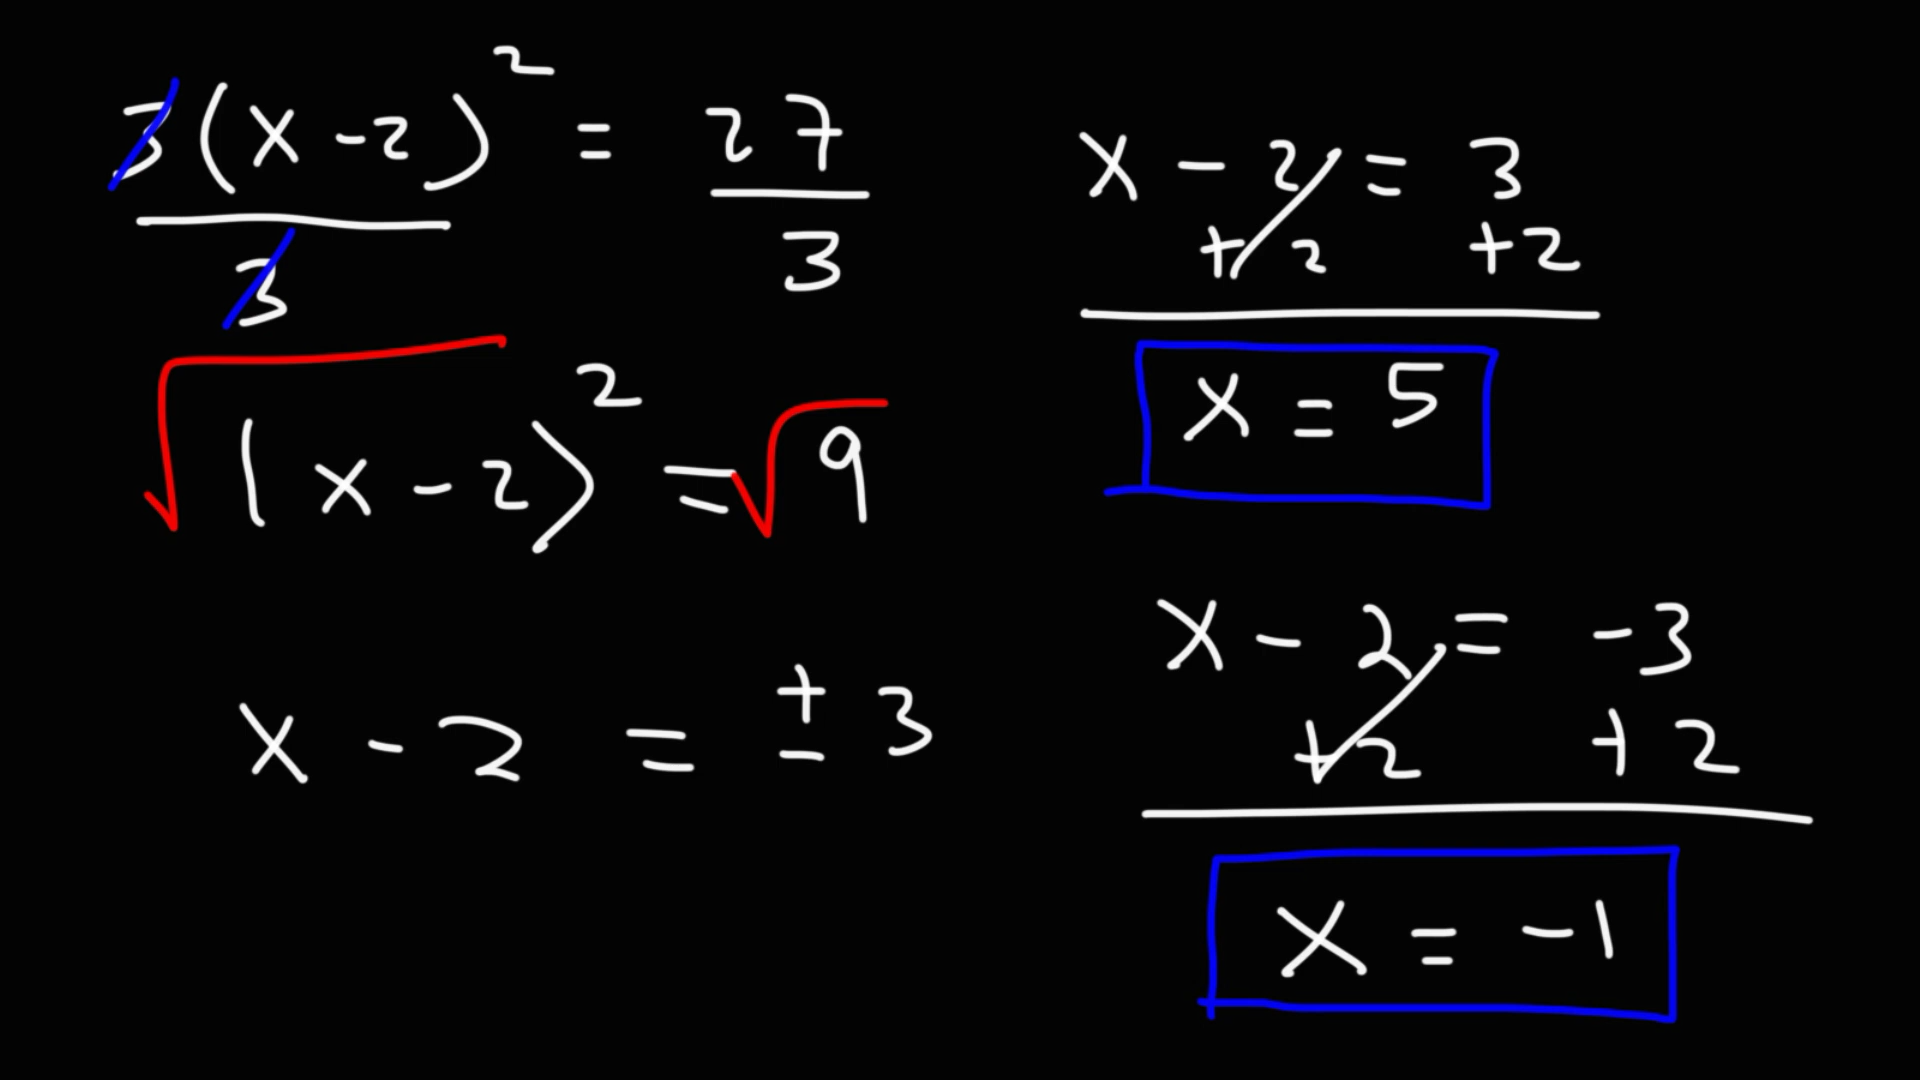 3(x-2)² = 27
3 3
√(x-2)² = √9
x - 2 = ± 3
x - 2 = 3
+ 2 +2
x = 5
x - 2 = -3
+2 +2
x = -1